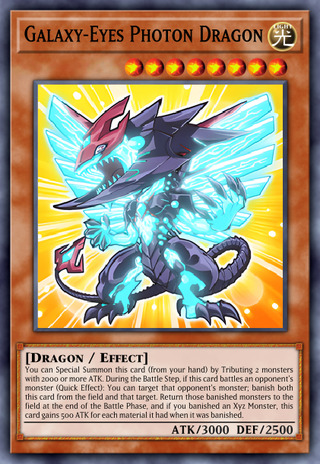 GALAXY-EYES PHOTON DRAGON
LIGHT
光
[DRAGON / EFFECT]
You can Special Summon this card (from your hand) by Tributing 2 monsters
with 2000 or more ATK. During the Battle Step, if this card battles an opponent's
monster (Quick Effect): You can target that opponent's monster; banish both
this card from the field and that target. Return those banished monsters to the
field at the end of the Battle Phase, and if you banished an Xyz Monster, this
card gains 500 ATK for each material it had when it was banished.
ATK/3000 DEF/2500